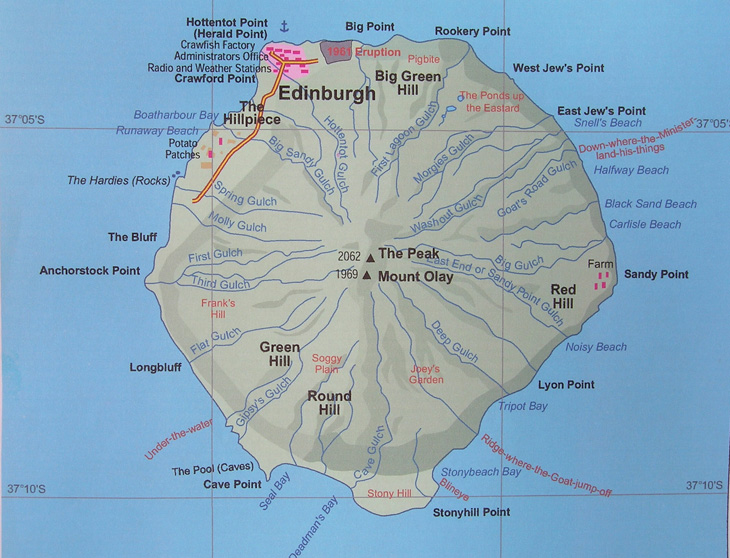 Hottentot Point
(Herald Point)
Crawfish Factory
Administrators Office
Radio and Weather Stations
Crawford Point
Big Point
1961 Eruption
Rookery Point
Pigbite
Big Green
Hill
West Jew's Point
Edinburgh
The Ponds up
the Eastard
Boatharbour Bay
The
Hillpiece
East Jew's Point
Snell's Beach
37°05'S
37°05'S
Runaway Beach
Potato
Patches
Down-where-the-Minister-
land-his-things
Hottentot Gulch
First Lagoon Gulch
Big Sandy Gulch
Morgies Gulch
Halfway Beach
The Hardies (Rocks)
Spring Gulch
Goat's Road Gulch
Washout Gulch
Black Sand Beach
Molly Gulch
Carlisle Beach
The Bluff
First Gulch
2062
The Peak
1969
Mount Olay
East End or Sandy Point Gulch
Big Gulch
Farm
Anchorstock Point
Third Gulch
Sandy Point
Red
Hill
Frank's
Hill
Flat Gulch
Green
Hill
Deep Gulch
Noisy Beach
Longbluff
Soggy
Plain
Joey's
Garden
Lyon Point
Round
Hill
Gipsy's Gulch
Tripot Bay
Under-the-water
Cave Gulch
Ridge-where-the-Goat-jump-off
The Pool (Caves)
Cave Point
Seal Bay
Stonybeach Bay
37°10'S
37°10'S
Stony Hill
Blineye
Deadman's Bay
Stonyhill Point